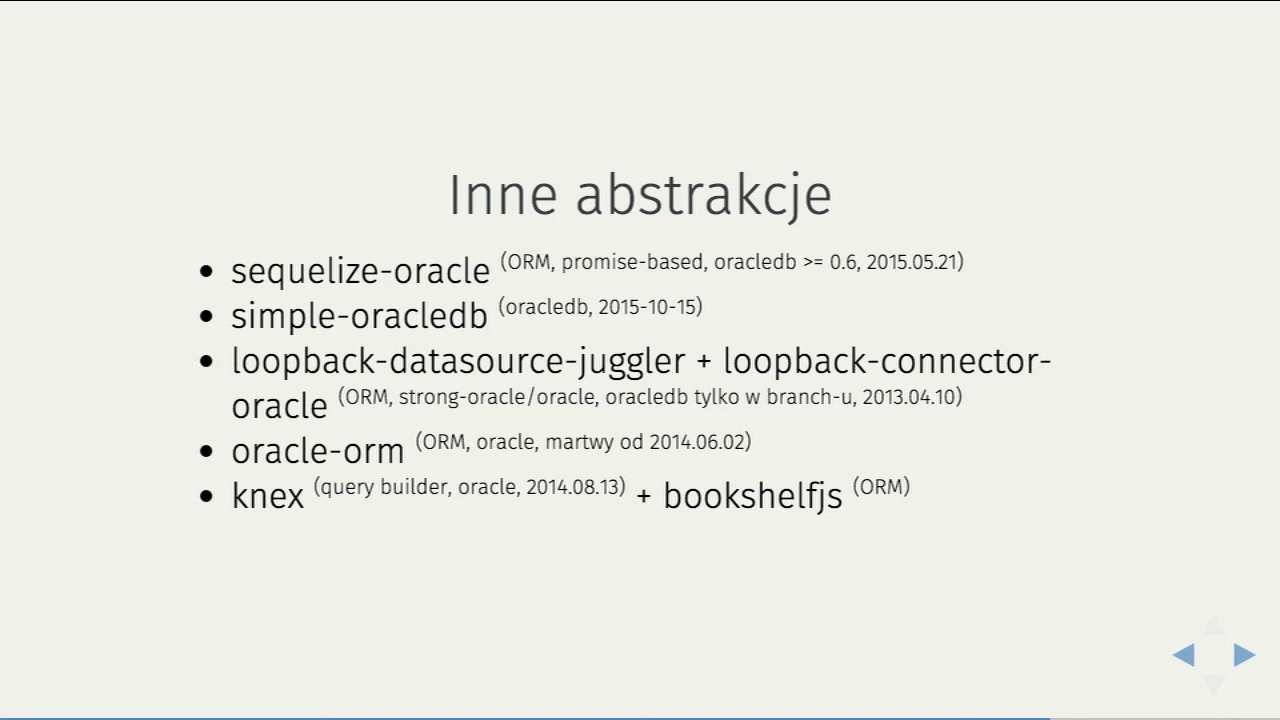 Inne abstrakcje
• sequelize-oracle (ORM, promise-based, oracledb >= 0.6, 2015.05.21)
• simple-oracledb (oracledb, 2015-10-15)
• loopback-datasource-juggler + loopback-connector-
oracle (ORM, strong-oracle/oracle, oracledb tylko w branch-u, 2013.04.10)
• oracle-orm (ORM, oracle, martwy od 2014.06.02)
• knex (query builder, oracle, 2014.08.13) + bookshelfjs (ORM)